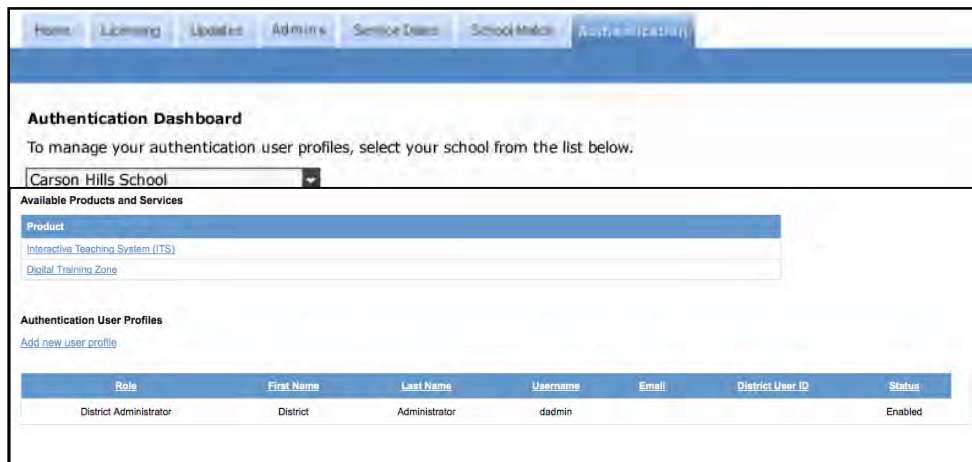 Home Licensing Updates Admins Service Dates School Match Authentication
Authentication Dashboard
To manage your authentication user profiles, select your school from the list below.
Carson Hills School
Available Products and Services
Product
Interactive Teaching System (ITS)
Digital Training Zone
Authentication User Profiles
Add new user profile
Role First Name Last Name Username Email District User ID Status
District Administrator District Administrator dadmin Enabled